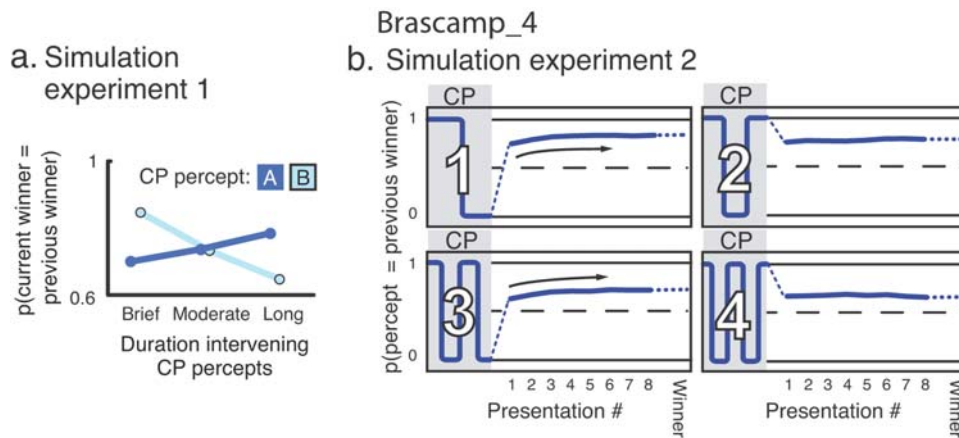 Brascamp_4
a. Simulation
experiment 1
p(current winner =
previous winner)
1
0.6
CP percept: A B
Brief Moderate Long
Duration intervening
CP percepts
b. Simulation experiment 2
p(percept = previous winner)
CP
1
0
1
CP
2
CP
1
0
3
CP
4
1 2 3 4 5 6 7 8 Winner
Presentation #
1 2 3 4 5 6 7 8 Winner
Presentation #